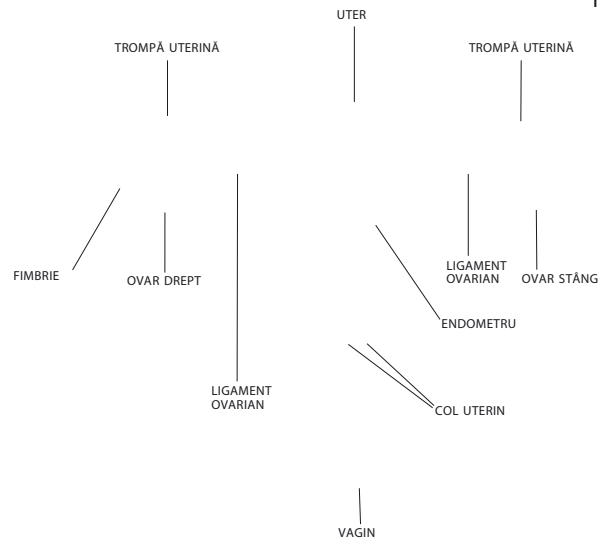 UTER
TROMPĂ UTERINĂ
TROMPĂ UTERINĂ
FIMBRIE
OVAR DREPT
LIGAMENT
OVARIAN
OVAR STÂNG
ENDOMETRU
LIGAMENT
OVARIAN
COL UTERIN
VAGIN